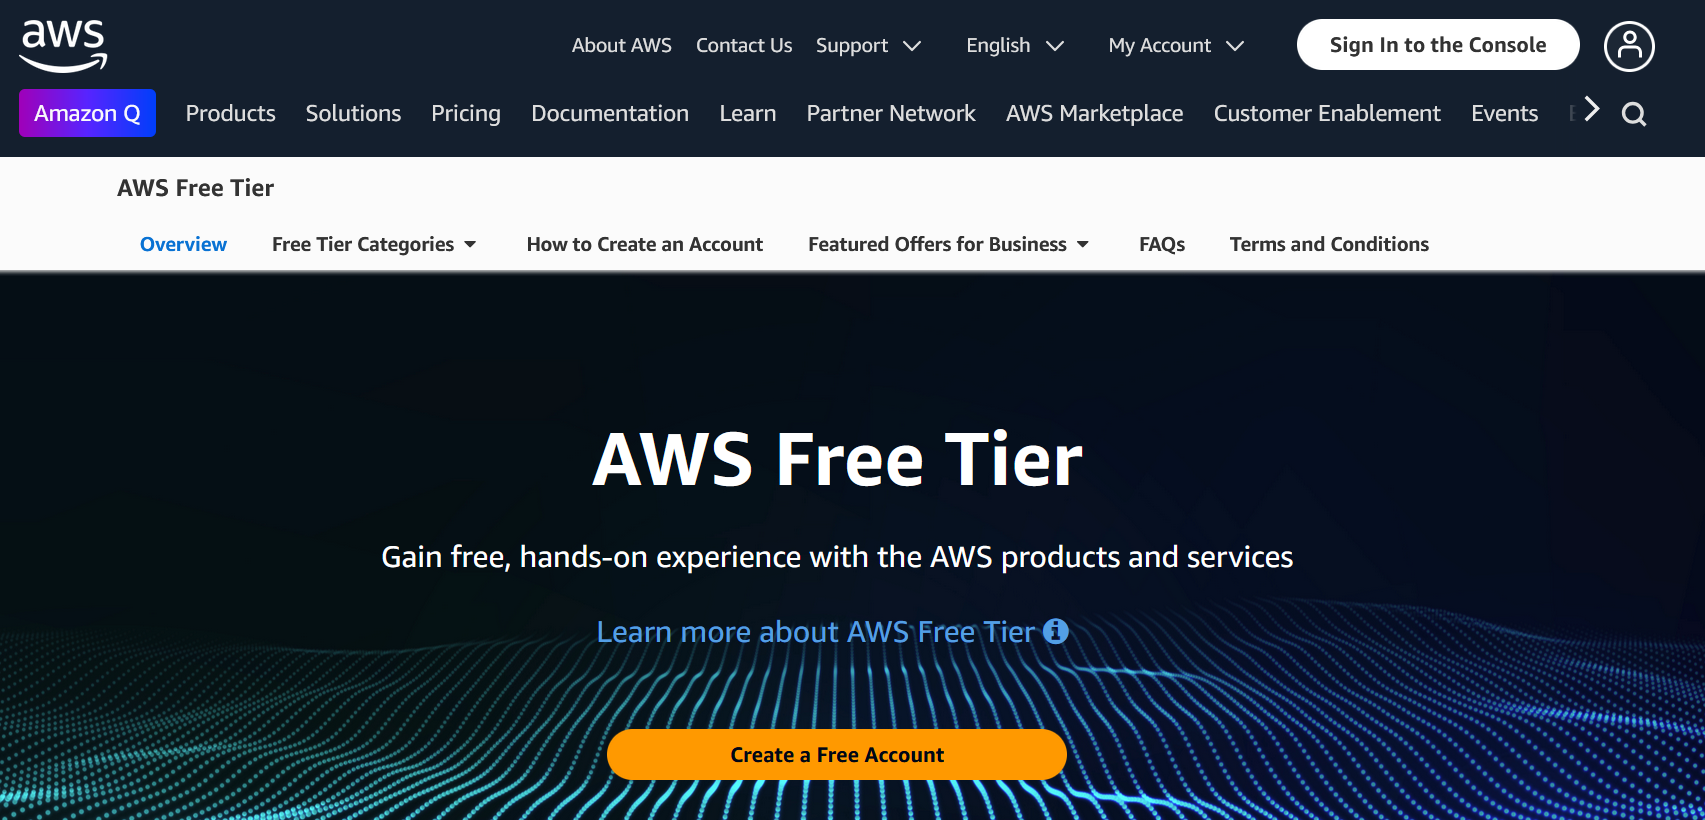 aws
About AWS Contact Us Support English My Account Sign In to the Console
Amazon Q Products Solutions Pricing Documentation Learn Partner Network AWS Marketplace Customer Enablement Events
AWS Free Tier
Overview Free Tier Categories How to Create an Account Featured Offers for Business FAQs Terms and Conditions
AWS Free Tier
Gain free, hands-on experience with the AWS products and services
Learn more about AWS Free Tier
Create a Free Account